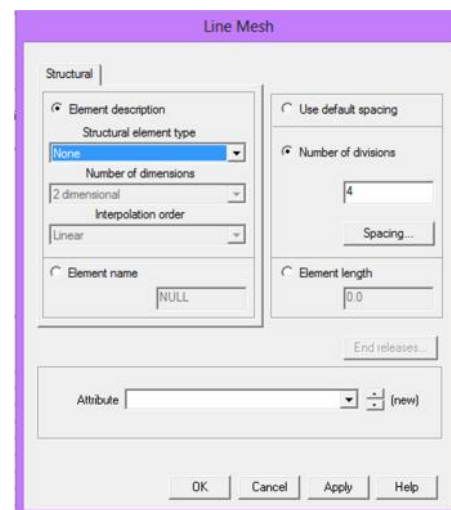 Line Mesh
Structural
Element description
Structural element type
None
Number of dimensions
2 dimensional
Interpolation order
Linear
Element name
NULL
Use default spacing
Number of divisions
4
Spacing...
Element length
0.0
End releases...
Attribute
(new)
OK Cancel Apply Help